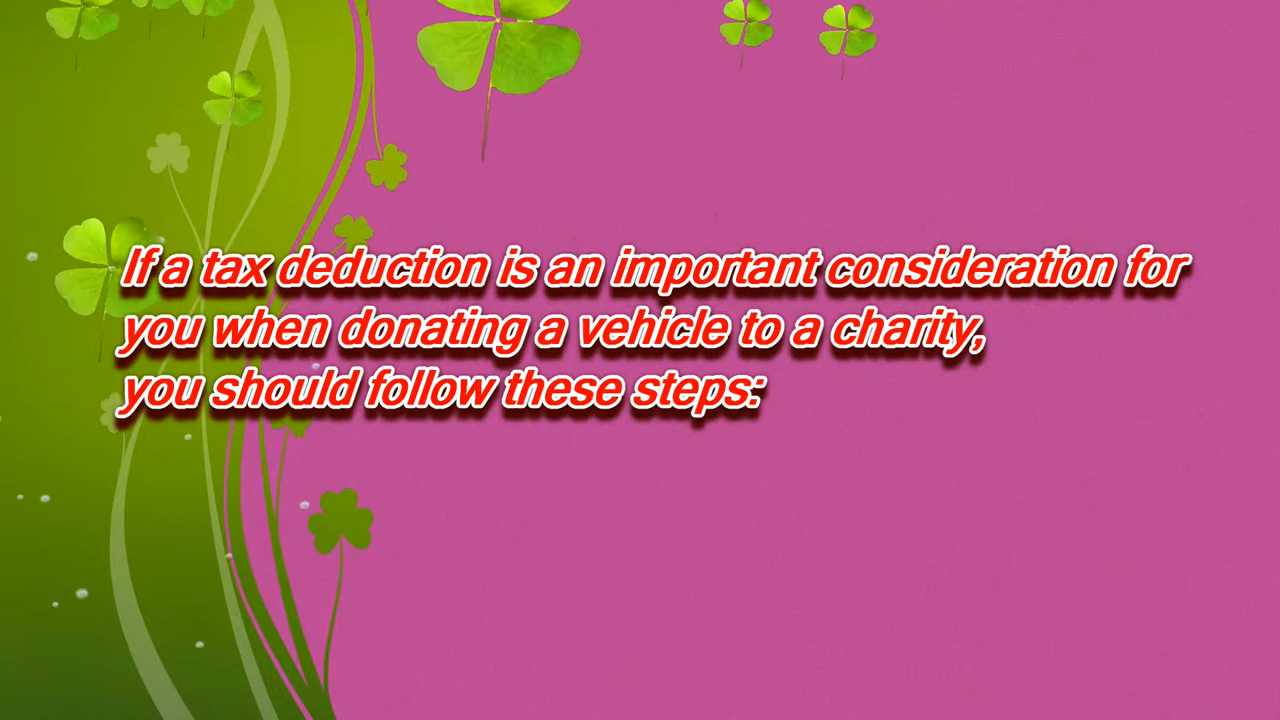 If a tax deduction is an important consideration for
you when donating a vehicle to a charity,
you should follow these steps: